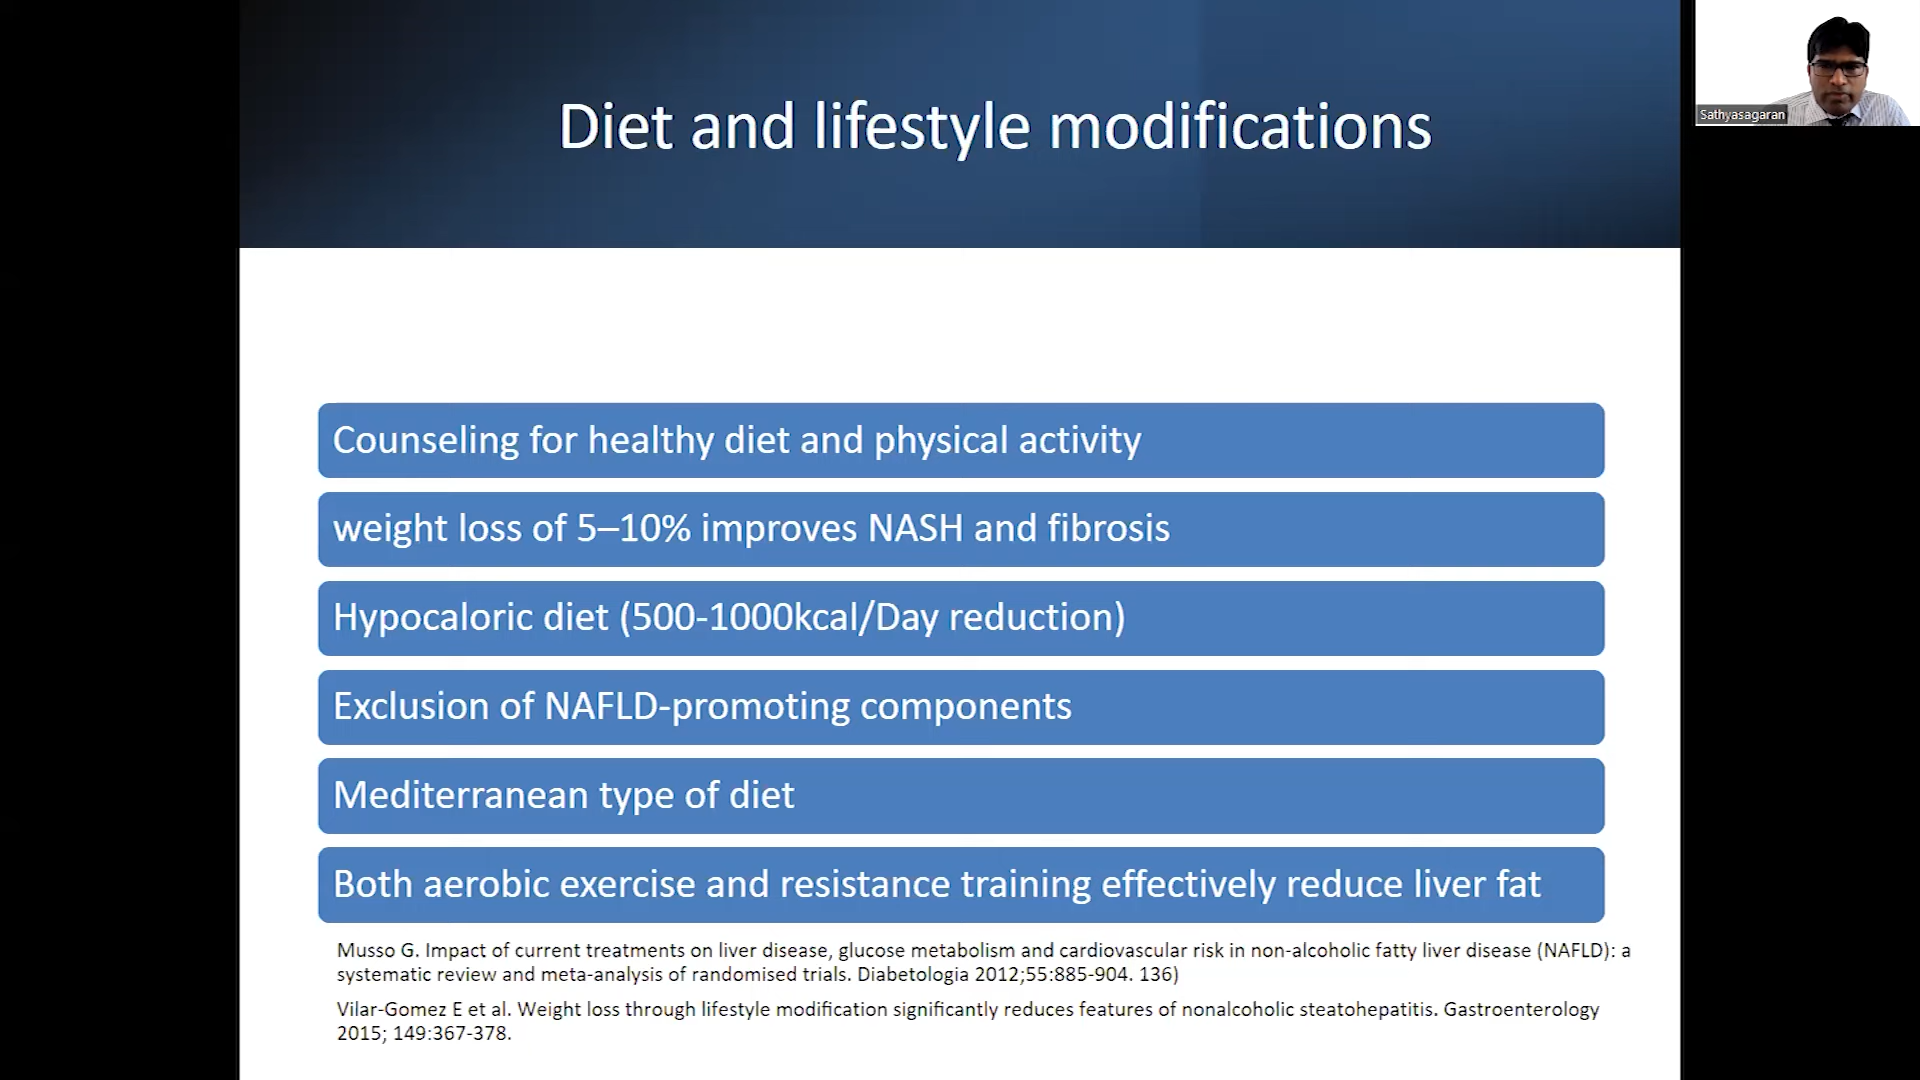 Diet and lifestyle modifications
Sathyasagaran
Counseling for healthy diet and physical activity
weight loss of 5–10% improves NASH and fibrosis
Hypocaloric diet (500-1000kcal/Day reduction)
Exclusion of NAFLD-promoting components
Mediterranean type of diet
Both aerobic exercise and resistance training effectively reduce liver fat
Musso G. Impact of current treatments on liver disease, glucose metabolism and cardiovascular risk in non-alcoholic fatty liver disease (NAFLD): a
systematic review and meta-analysis of randomised trials. Diabetologia 2012;55:885-904. 136)
Vilar-Gomez E et al. Weight loss through lifestyle modification significantly reduces features of nonalcoholic steatohepatitis. Gastroenterology
2015; 149:367-378.